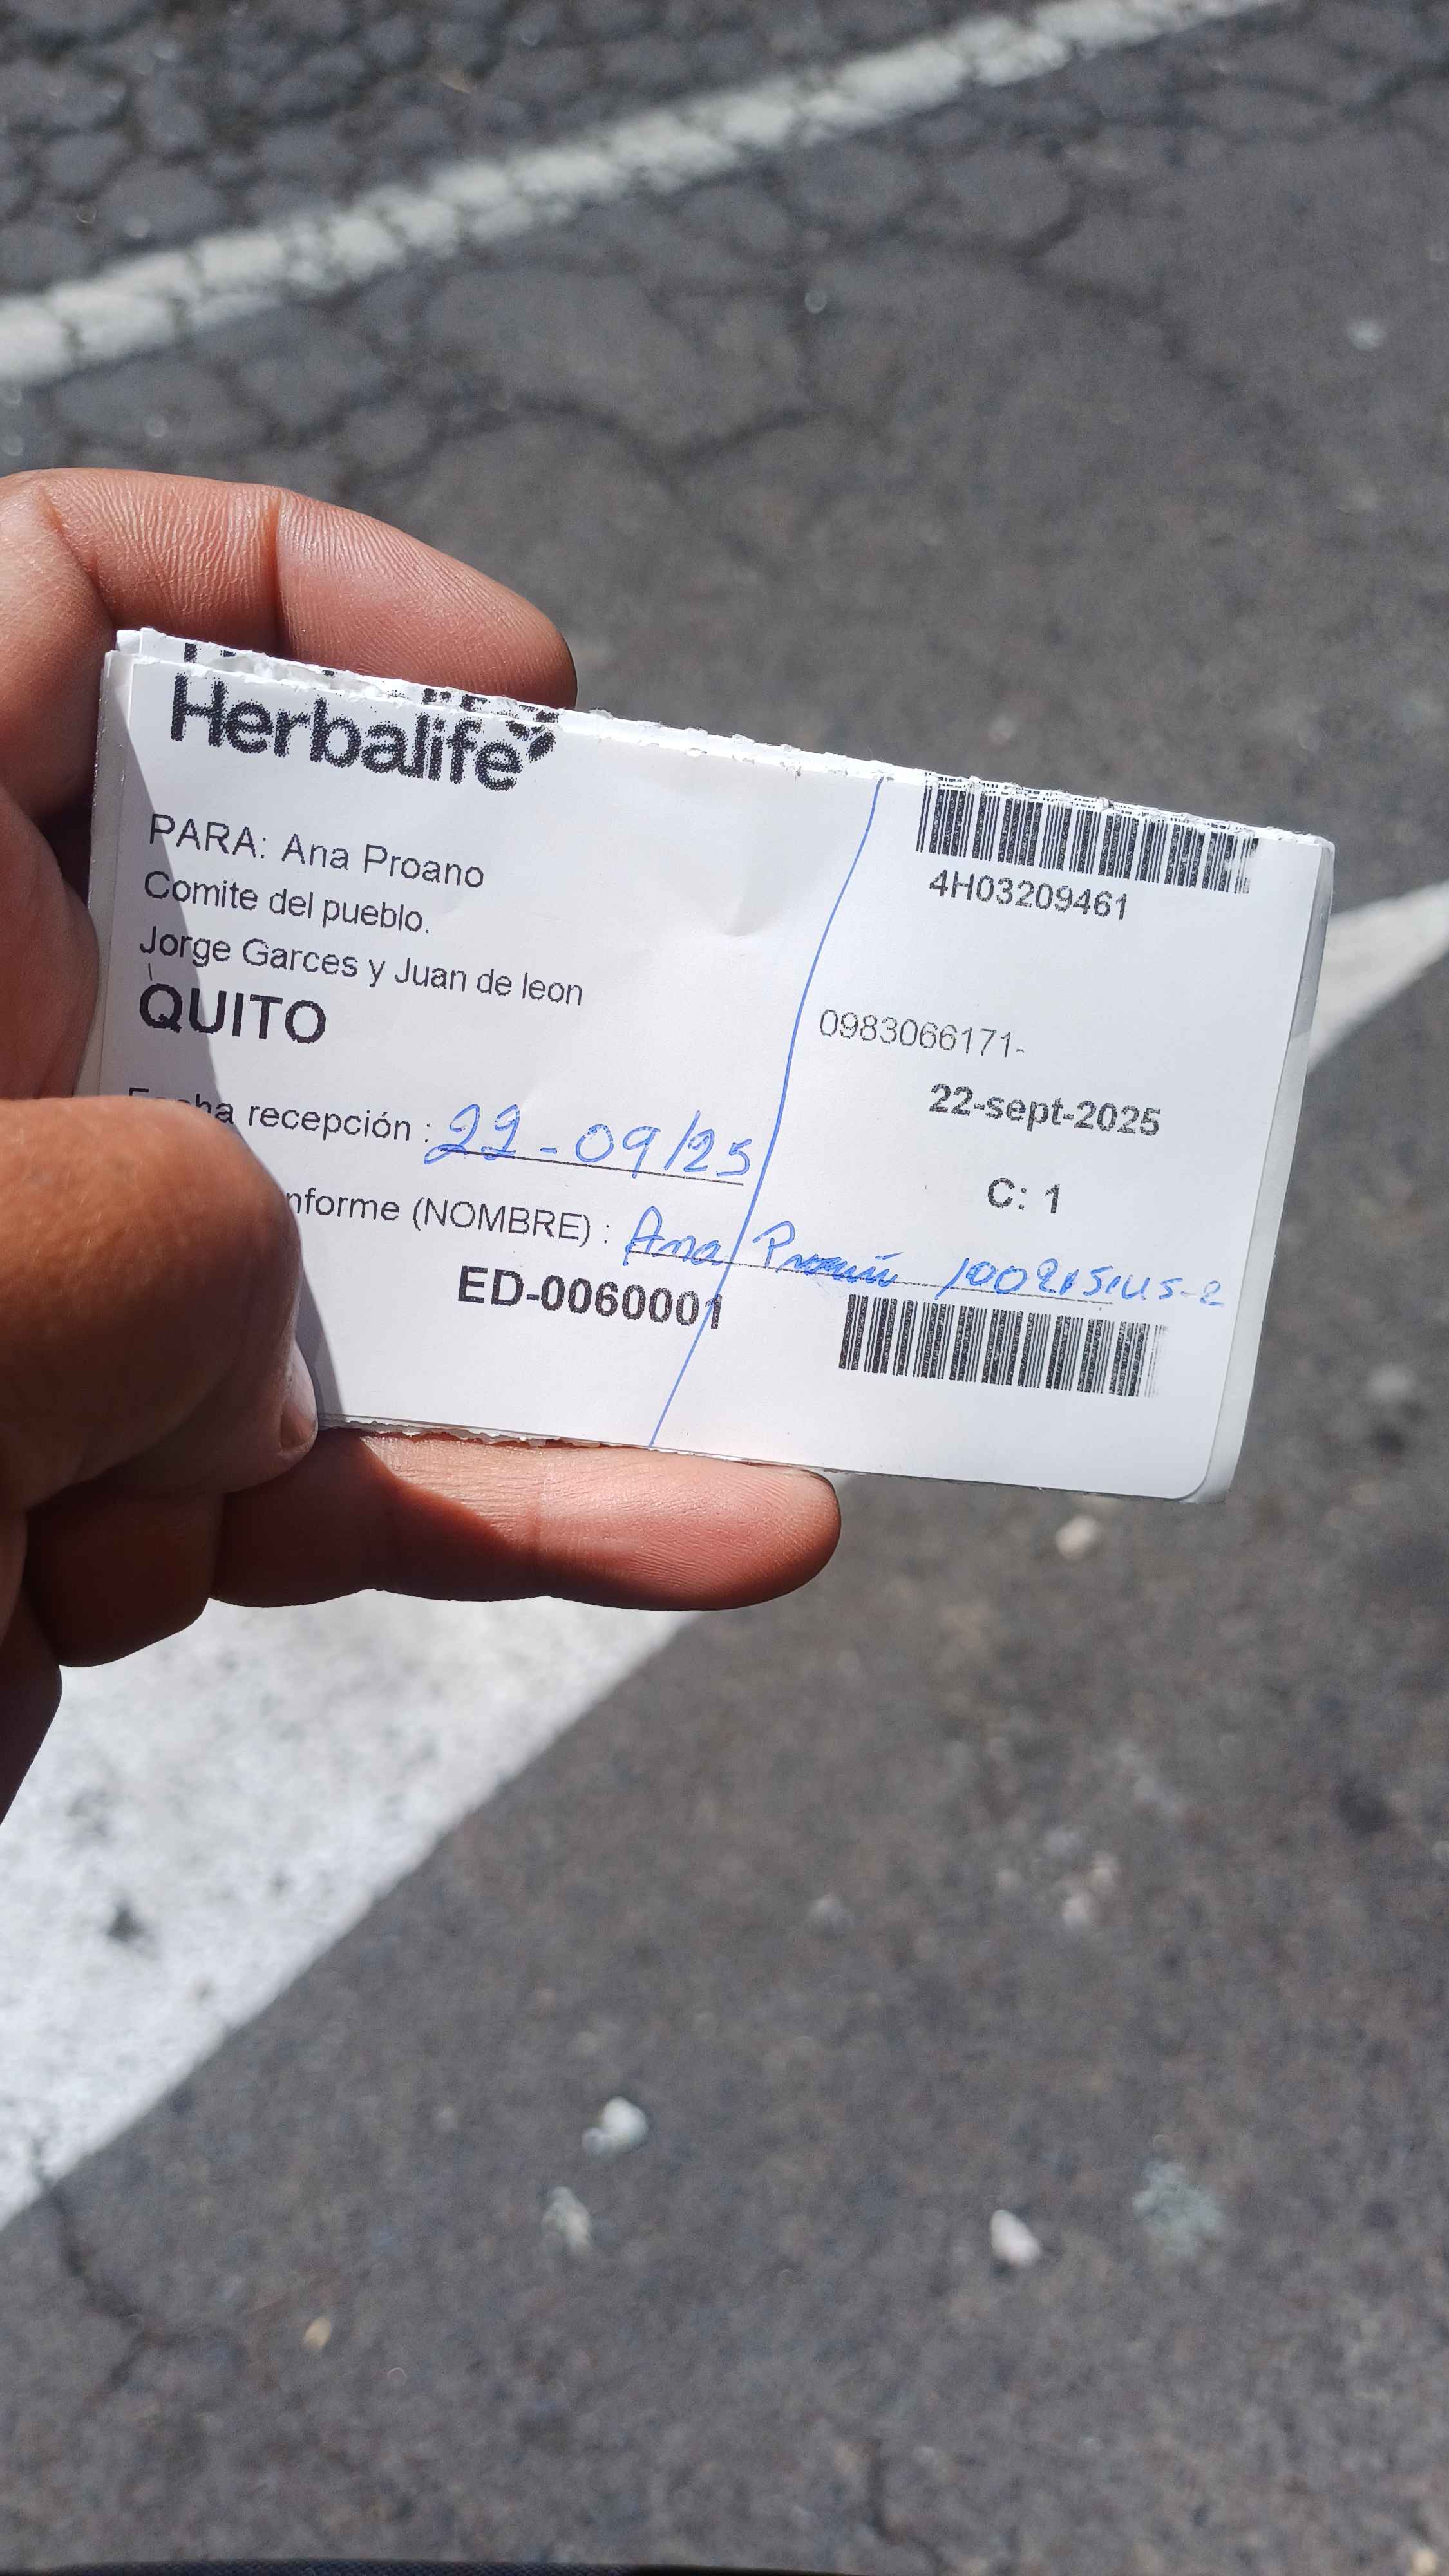 Herbalife
PARA: Ana Proano
Comite del pueblo.
Jorge Garces y Juan de leon
QUITO
4H03209461
0983066171-
22-sept-2025
C: 1
recepción : 22-09/25
nforme (NOMBRE) : Ana
ED-0060001